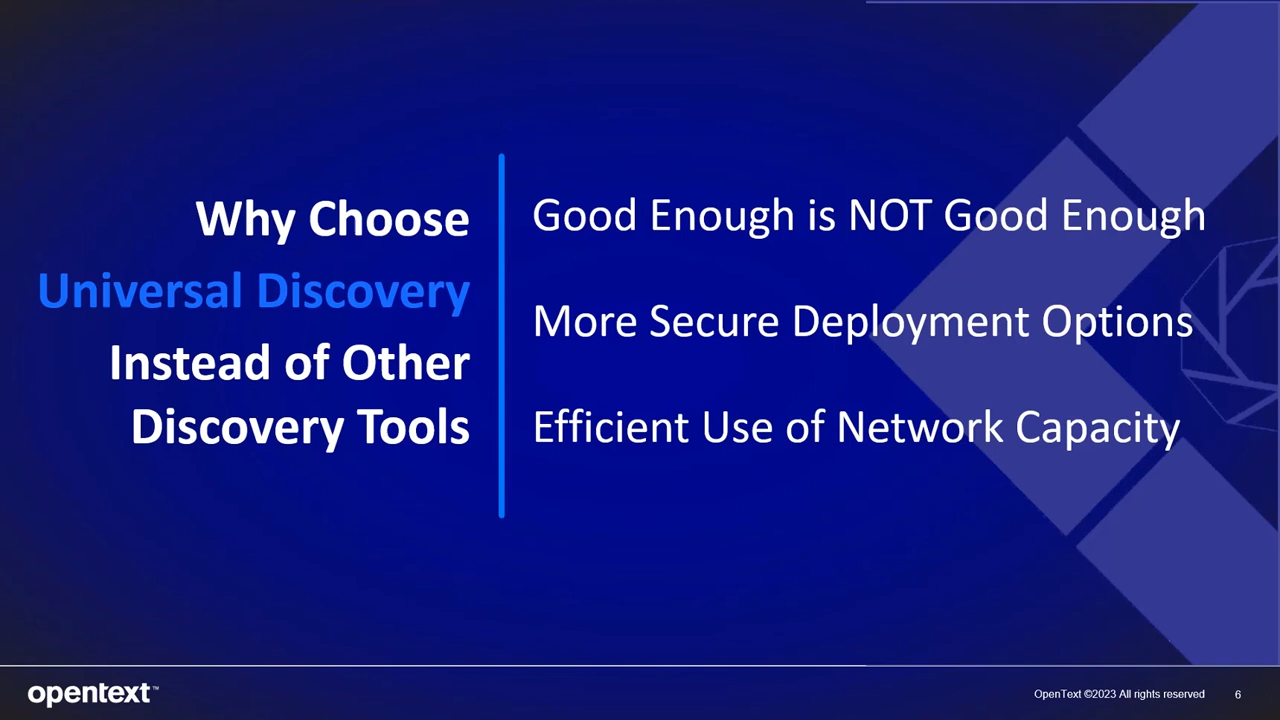 Why Choose
Universal Discovery
Instead of Other
Discovery Tools
Good Enough is NOT Good Enough
More Secure Deployment Options
Efficient Use of Network Capacity
opentext™
OpenText ©2023 All rights reserved
6